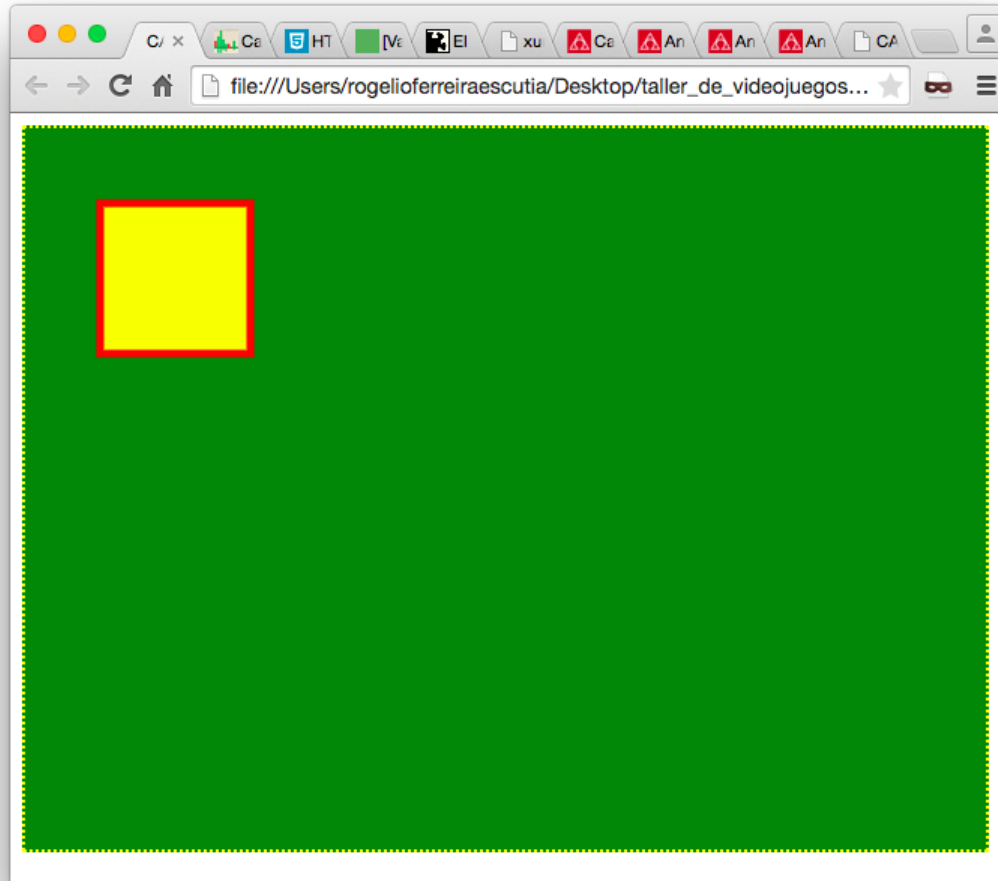 C/ Ca HT [Va El xu Ca An An An CA
file:///Users/rogelioferreiraescutia/Desktop/taller_de_videojuegos...